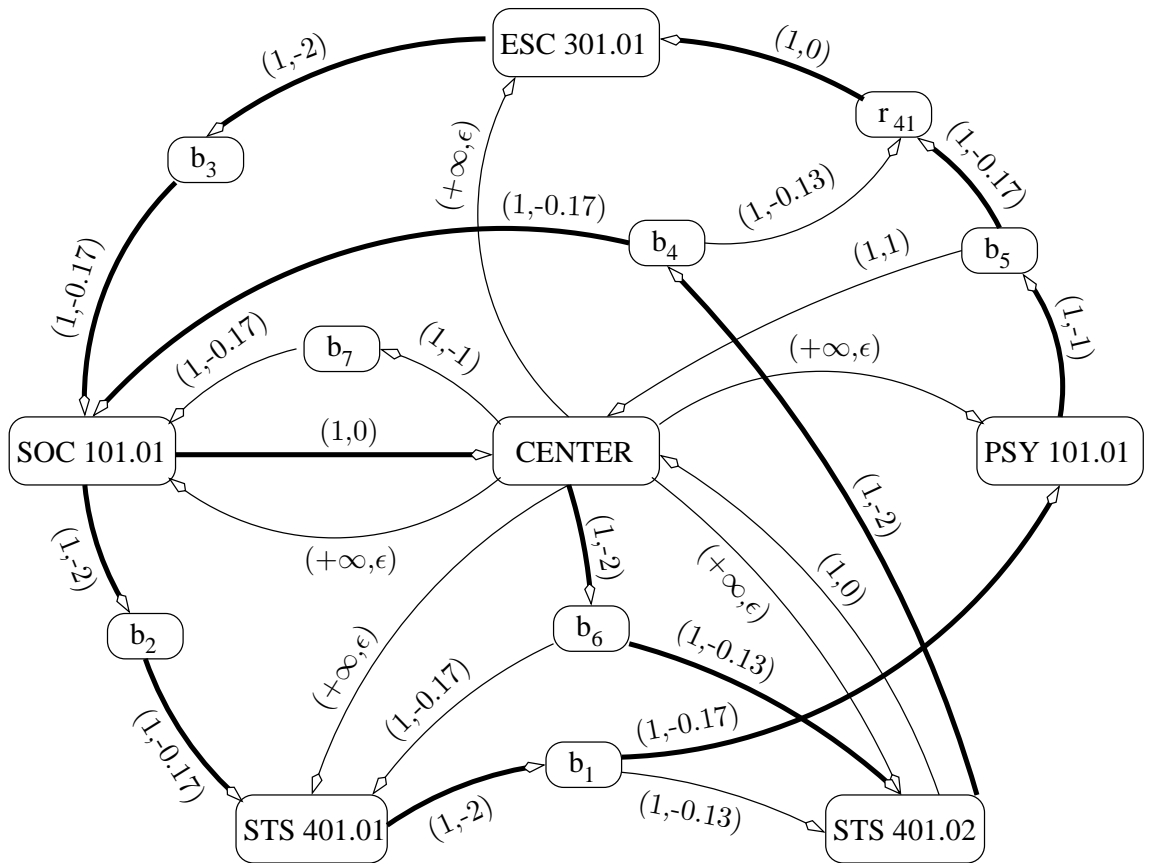 ESC 301.01
(1,-2)
(1,0)
r 41
b3
(+∞,ϵ)
(1,-0.13)
(1,-0.17)
(1,-0.17)
b4
(1,1)
b5
(1,-0.17)
(1,-0.17)
b7
(1,-1)
(+∞,ϵ)
(1,-1)
SOC 101.01
(1,0)
CENTER
PSY 101.01
(1,-2)
(1,-2)
(+∞,ϵ)
(1,-2)
(+∞,ϵ)
(1,0)
b2
b6
(1,-0.13)
(+∞,ϵ)
(1,-0.17)
(1,-0.17)
(1,-0.17)
b1
STS 401.01
(1,-2)
(1,-0.13)
STS 401.02